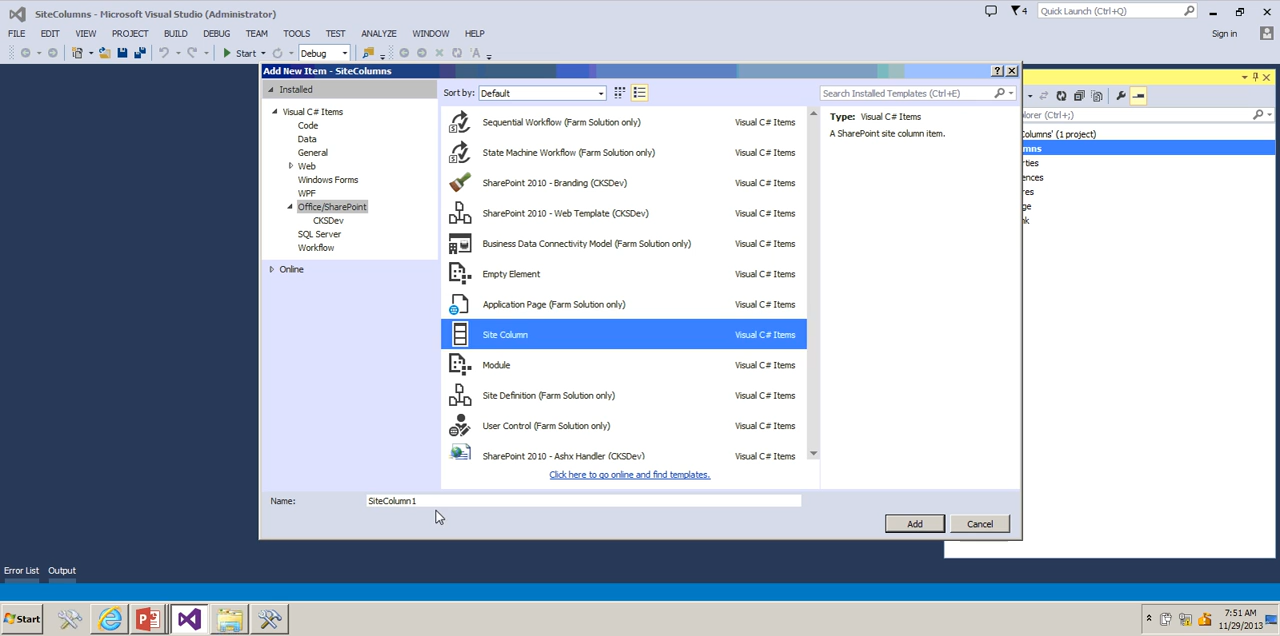 SiteColumns - Microsoft Visual Studio (Administrator)
4
Quick Launch (Ctrl+Q)
FILE EDIT VIEW PROJECT BUILD DEBUG TEAM TOOLS TEST ANALYZE WINDOW HELP
Sign in
Start
Debug
Add New Item - SiteColumns
Installed
Sort by: Default
Search Installed Templates (Ctrl+E)
Visual C# Items
Code
Data
General
Web
Windows Forms
WPF
Office/SharePoint
CKSDev
SQL Server
Workflow
Online
Sequential Workflow (Farm Solution only) Visual C# Items
State Machine Workflow (Farm Solution only) Visual C# Items
SharePoint 2010 - Branding (CKSDev) Visual C# Items
SharePoint 2010 - Web Template (CKSDev) Visual C# Items
Business Data Connectivity Model (Farm Solution only) Visual C# Items
Empty Element Visual C# Items
Application Page (Farm Solution only) Visual C# Items
Site Column Visual C# Items
Module Visual C# Items
Site Definition (Farm Solution only) Visual C# Items
User Control (Farm Solution only) Visual C# Items
SharePoint 2010 - Ashx Handler (CKSDev) Visual C# Items
Click here to go online and find templates.
Type: Visual C# Items
A SharePoint site column item.
Name: SiteColumn1
Add Cancel
plorer (Ctrl+;)
Columns' (1 project)
mns
rties
ences
res
ge
nk
Error List Output
Start
7:51 AM
11/29/2013